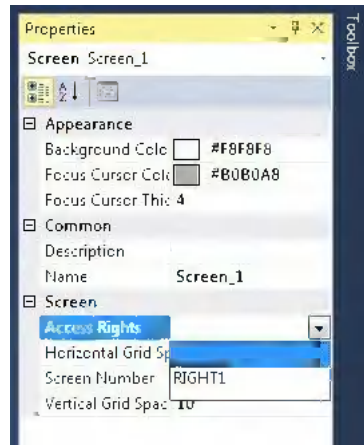 Properties
Toolbox
Screen Screen_1
Appearance
Background Colo #F8F8F8
Focus Cursor Colo #B0B0A8
Focus Cursor Thic 4
Common
Description
Name Screen_1
Screen
Access Rights
Horizontal Grid Sp
Screen Number RIGHT1
Vertical Grid Spac 10